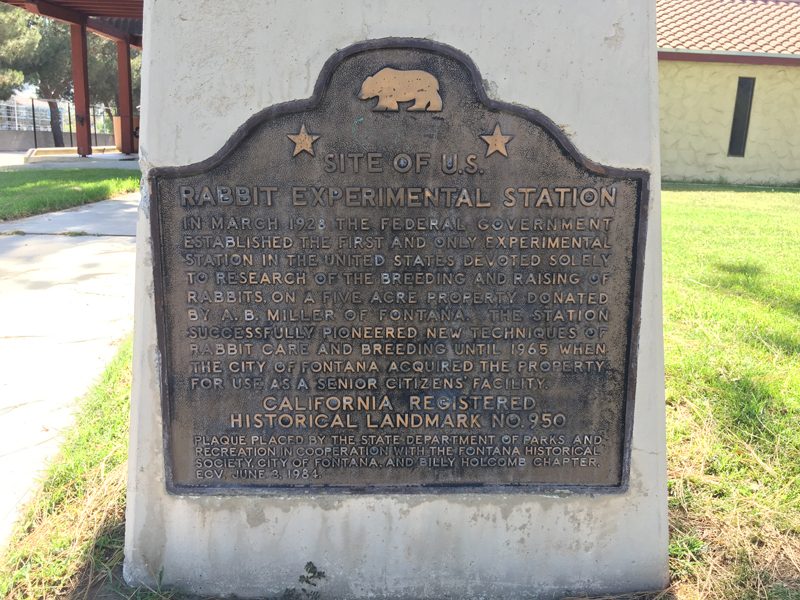 SITE OF U.S.
RABBIT EXPERIMENTAL STATION
IN MARCH 1928 THE FEDERAL GOVERNMENT
ESTABLISHED THE FIRST AND ONLY EXPERIMENTAL
STATION IN THE UNITED STATES DEVOTED SOLELY
TO RESEARCH OF THE BREEDING AND RAISING OF
RABBITS, ON A FIVE ACRE PROPERTY DONATED
BY A. B. MILLER OF FONTANA. THE STATION
SUCCESSFULLY PIONEERED NEW TECHNIQUES OF
RABBIT CARE AND BREEDING UNTIL 1965 WHEN
THE CITY OF FONTANA ACQUIRED THE PROPERTY
FOR USE AS A SENIOR CITIZENS' FACILITY.
CALIFORNIA REGISTERED
HISTORICAL LANDMARK NO. 950
PLAQUE PLACED BY THE STATE DEPARTMENT OF PARKS AND
RECREATION IN COOPERATION WITH THE FONTANA HISTORICAL
SOCIETY, CITY OF FONTANA, AND BILLY HOLCOMB CHAPTER,
ECV, JUNE 3, 1984.